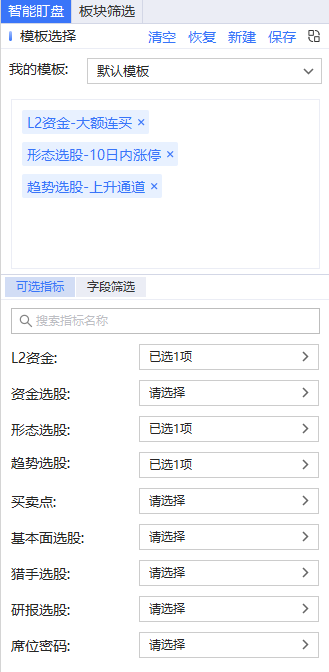 智能盯盘 板块筛选
模板选择 清空 恢复 新建 保存
我的模板: 默认模板
L2资金-大额连买 ×
形态选股-10日内涨停 ×
趋势选股-上升通道 ×
可选指标 字段筛选
搜索指标名称
L2资金: 已选1项
资金选股: 请选择
形态选股: 已选1项
趋势选股: 已选1项
买卖点: 请选择
基本面选股: 请选择
猎手选股: 请选择
研报选股: 请选择
席位密码: 请选择